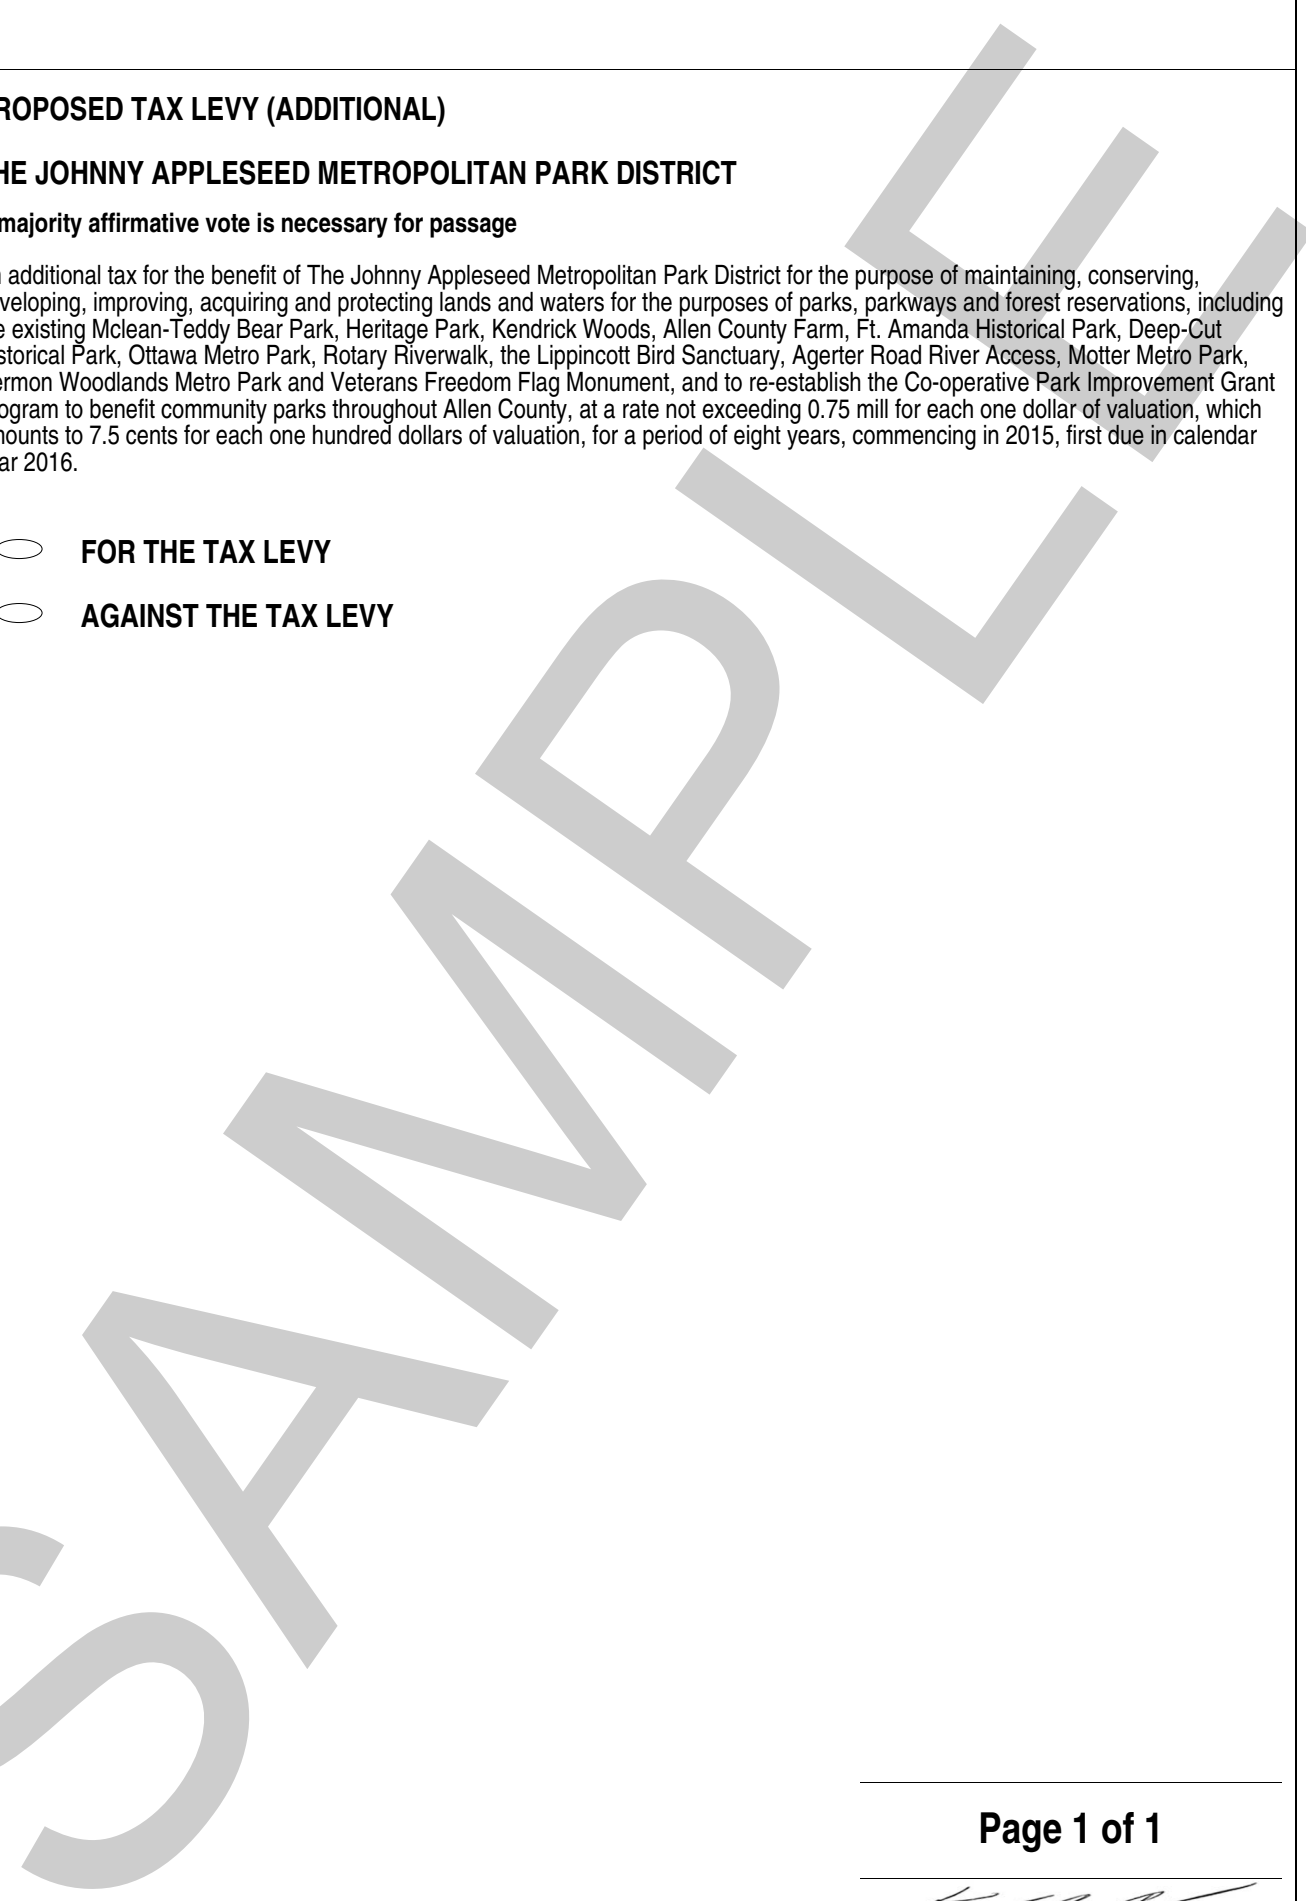 ROPOSED TAX LEVY (ADDITIONAL)
HE JOHNNY APPLESEED METROPOLITAN PARK DISTRICT
majority affirmative vote is necessary for passage
n additional tax for the benefit of The Johnny Appleseed Metropolitan Park District for the purpose of maintaining, conserving,
veloping, improving, acquiring and protecting lands and waters for the purposes of parks, parkways and forest reservations, including
e existing Mclean-Teddy Bear Park, Heritage Park, Kendrick Woods, Allen County Farm, Ft. Amanda Historical Park, Deep-Cut
storical Park, Ottawa Metro Park, Rotary Riverwalk, the Lippincott Bird Sanctuary, Agerter Road River Access, Motter Metro Park,
ermon Woodlands Metro Park and Veterans Freedom Flag Monument, and to re-establish the Co-operative Park Improvement Grant
ogram to benefit community parks throughout Allen County, at a rate not exceeding 0.75 mill for each one dollar of valuation, which
nounts to 7.5 cents for each one hundred dollars of valuation, for a period of eight years, commencing in 2015, first due in calendar
ar 2016.
FOR THE TAX LEVY
AGAINST THE TAX LEVY
SAMPLE
Page 1 of 1